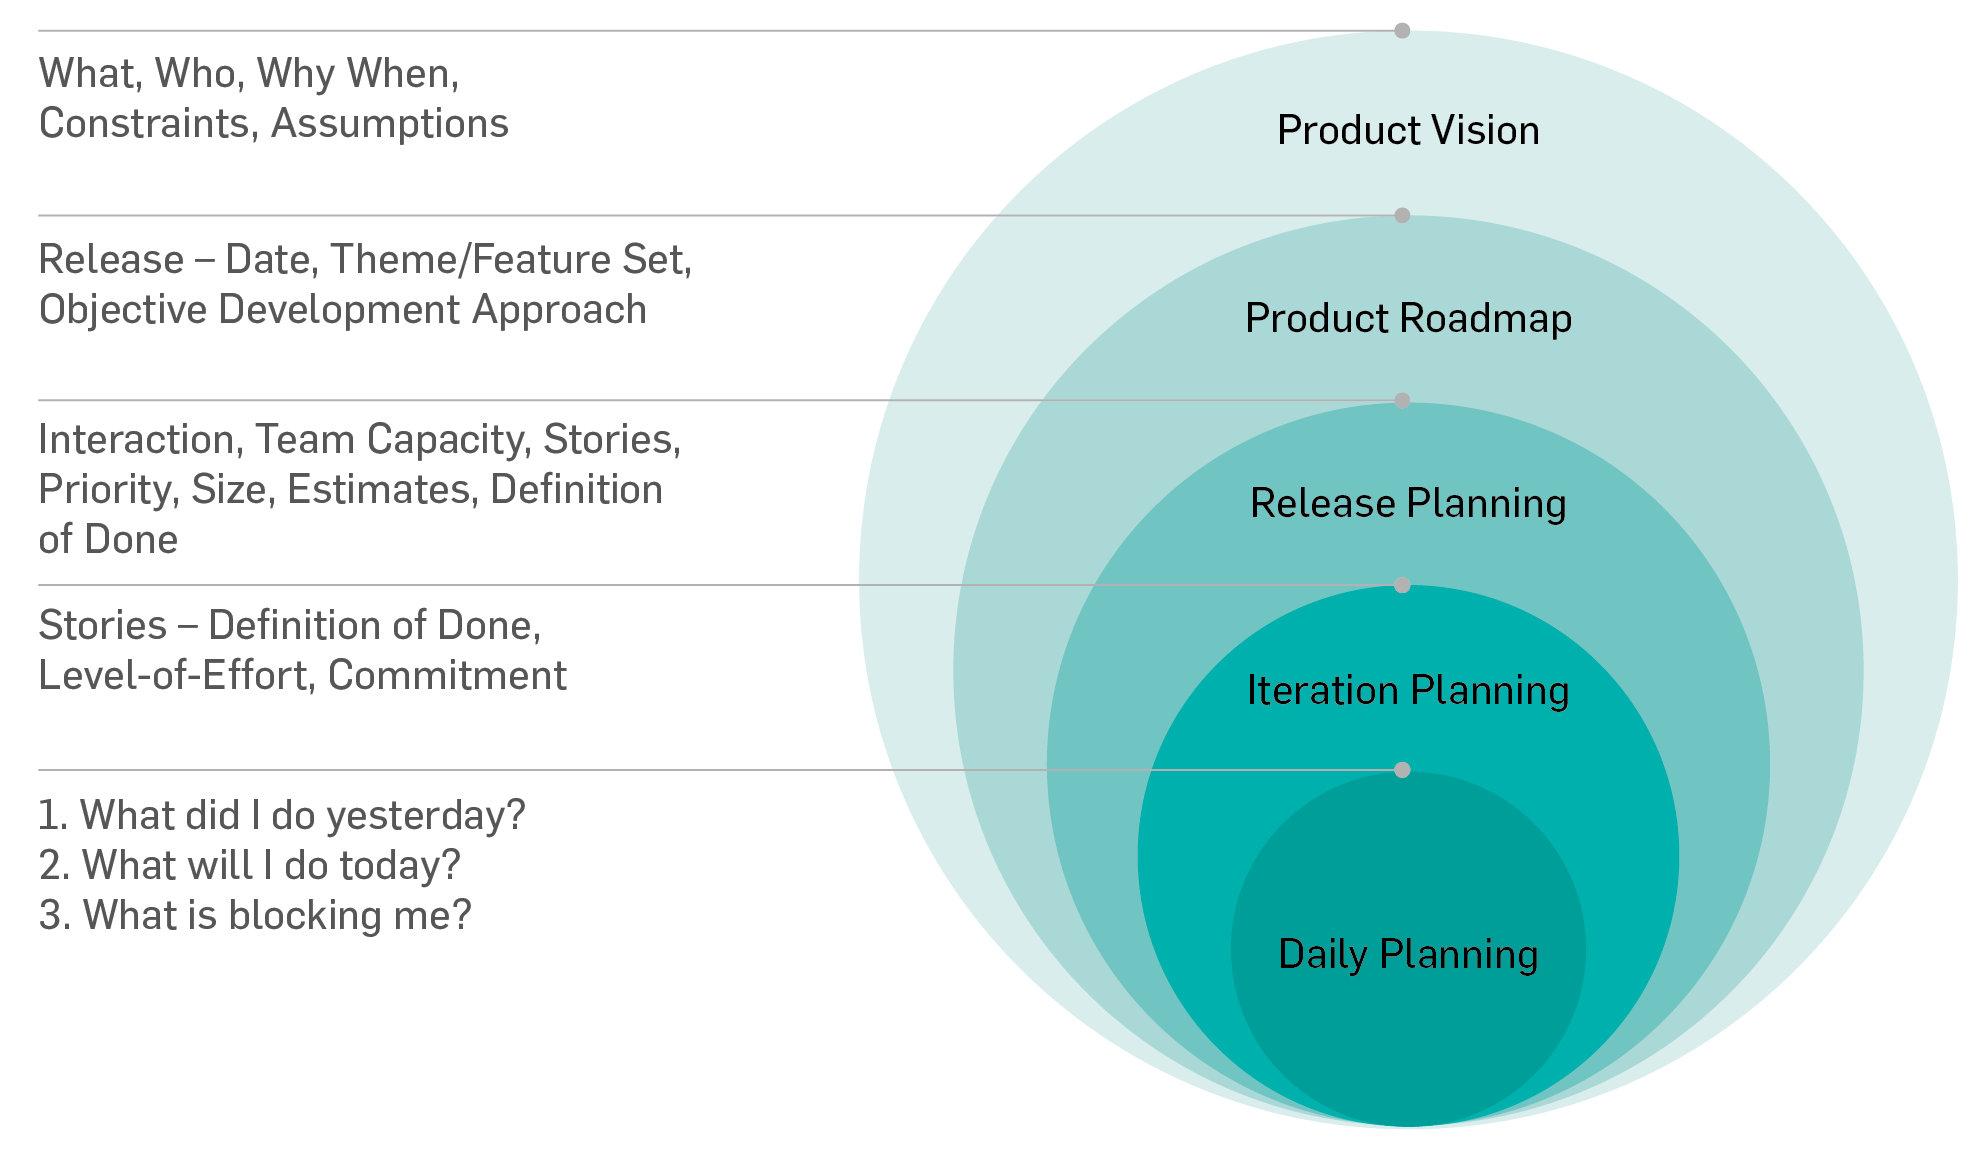 What, Who, Why When,
Constraints, Assumptions
Product Vision
Release – Date, Theme/Feature Set,
Objective Development Approach
Product Roadmap
Interaction, Team Capacity, Stories,
Priority, Size, Estimates, Definition
of Done
Release Planning
Stories – Definition of Done,
Level-of-Effort, Commitment
Iteration Planning
1. What did I do yesterday?
2. What will I do today?
3. What is blocking me?
Daily Planning